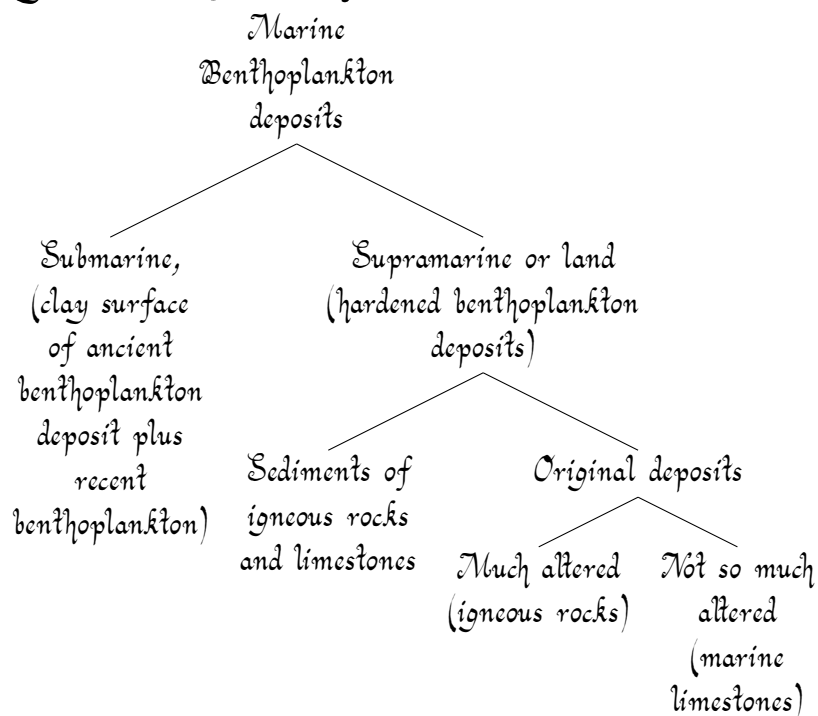 Marine
Benthoplankton
deposits
Submarine,
(clay surface
of ancient
benthoplankton
deposit plus
recent
benthoplankton)
Supramarine or land
(hardened benthoplankton
deposits)
Sediments of
igneous rocks
and limestones
Original deposits
Much altered
(igneous rocks)
Not so much
altered
(marine
limestones)